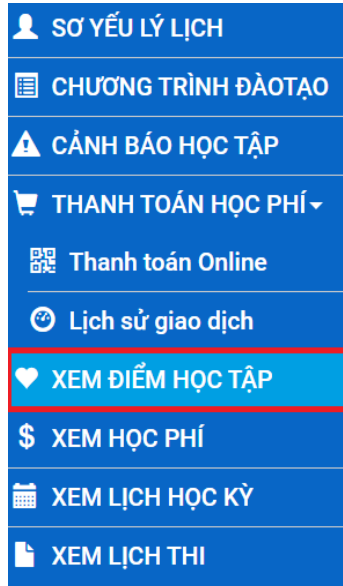 SƠ YẾU LÝ LỊCH
CHƯƠNG TRÌNH ĐÀOTẠO
CẢNH BÁO HỌC TẬP
THANH TOÁN HỌC PHÍ
Thanh toán Online
Lịch sử giao dịch
XEM ĐIỂM HỌC TẬP
XEM HỌC PHÍ
XEM LỊCH HỌC KỲ
XEM LỊCH THI